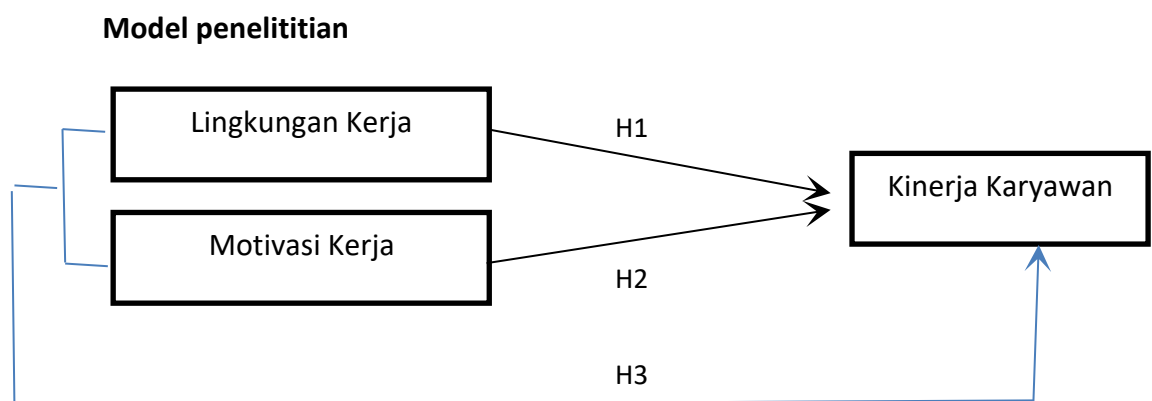 Model penelititian
Lingkungan Kerja
H1
Kinerja Karyawan
Motivasi Kerja
H2
H3